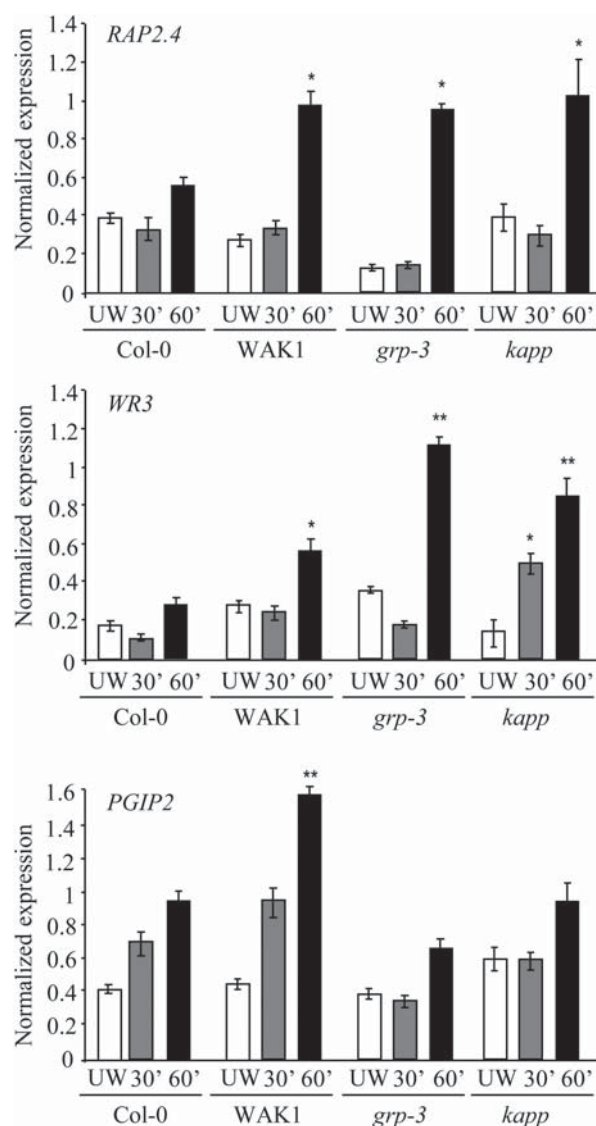 RAP2.4
Normalized expression
1.4
1.2
1
0.8
0.6
0.4
0.2
0
* * *
UW 30’ 60’ UW 30’ 60’ UW 30’ 60’ UW 30’ 60’
Col-0 WAK1 grp-3 kapp
WR3
Normalized expression
1.4
1.2
1
0.8
0.6
0.4
0.2
0
* ** * **
UW 30’ 60’ UW 30’ 60’ UW 30’ 60’ UW 30’ 60’
Col-0 WAK1 grp-3 kapp
PGIP2
Normalized expression
1.6
1.4
1.2
1
0.8
0.6
0.4
0.2
0
**
UW 30’ 60’ UW 30’ 60’ UW 30’ 60’ UW 30’ 60’
Col-0 WAK1 grp-3 kapp